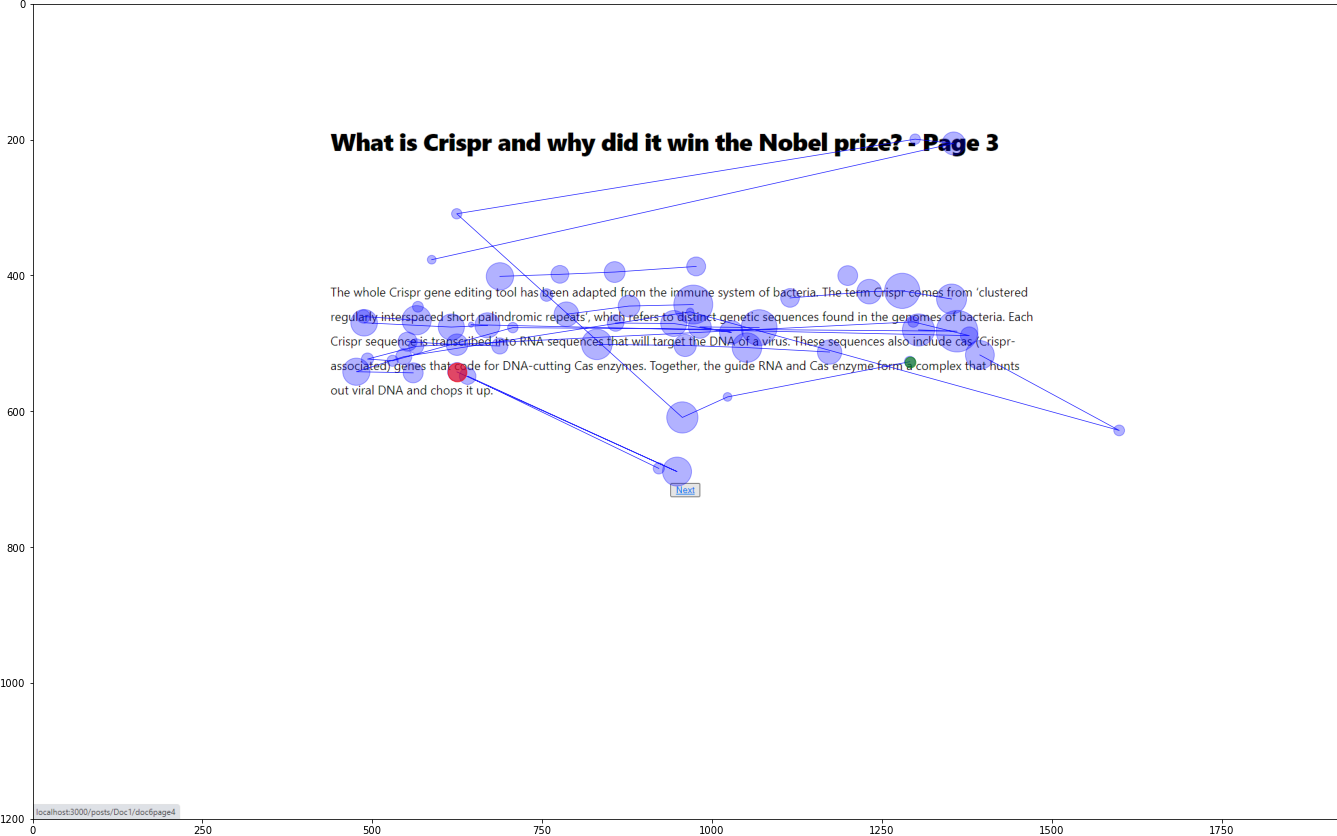 0
200
What is Crispr and why did it win the Nobel prize? - Page 3
400
The whole Crispr gene editing tool has been adapted from the immune system of bacteria. The term Crispr comes from 'clustered
regularly interspaced short palindromic repeats', which refers to distinct genetic sequences found in the genomes of bacteria. Each
Crispr sequence is transcribed into RNA sequences that will target the DNA of a virus. These sequences also include cas (Crispr-
associated) genes that code for DNA-cutting Cas enzymes. Together, the guide RNA and Cas enzyme form a complex that hunts
out viral DNA and chops it up.
600
Next
800
1000
localhost:3000/posts/Doc1/doc6page4
1200
0 250 500 750 1000 1250 1500 1750